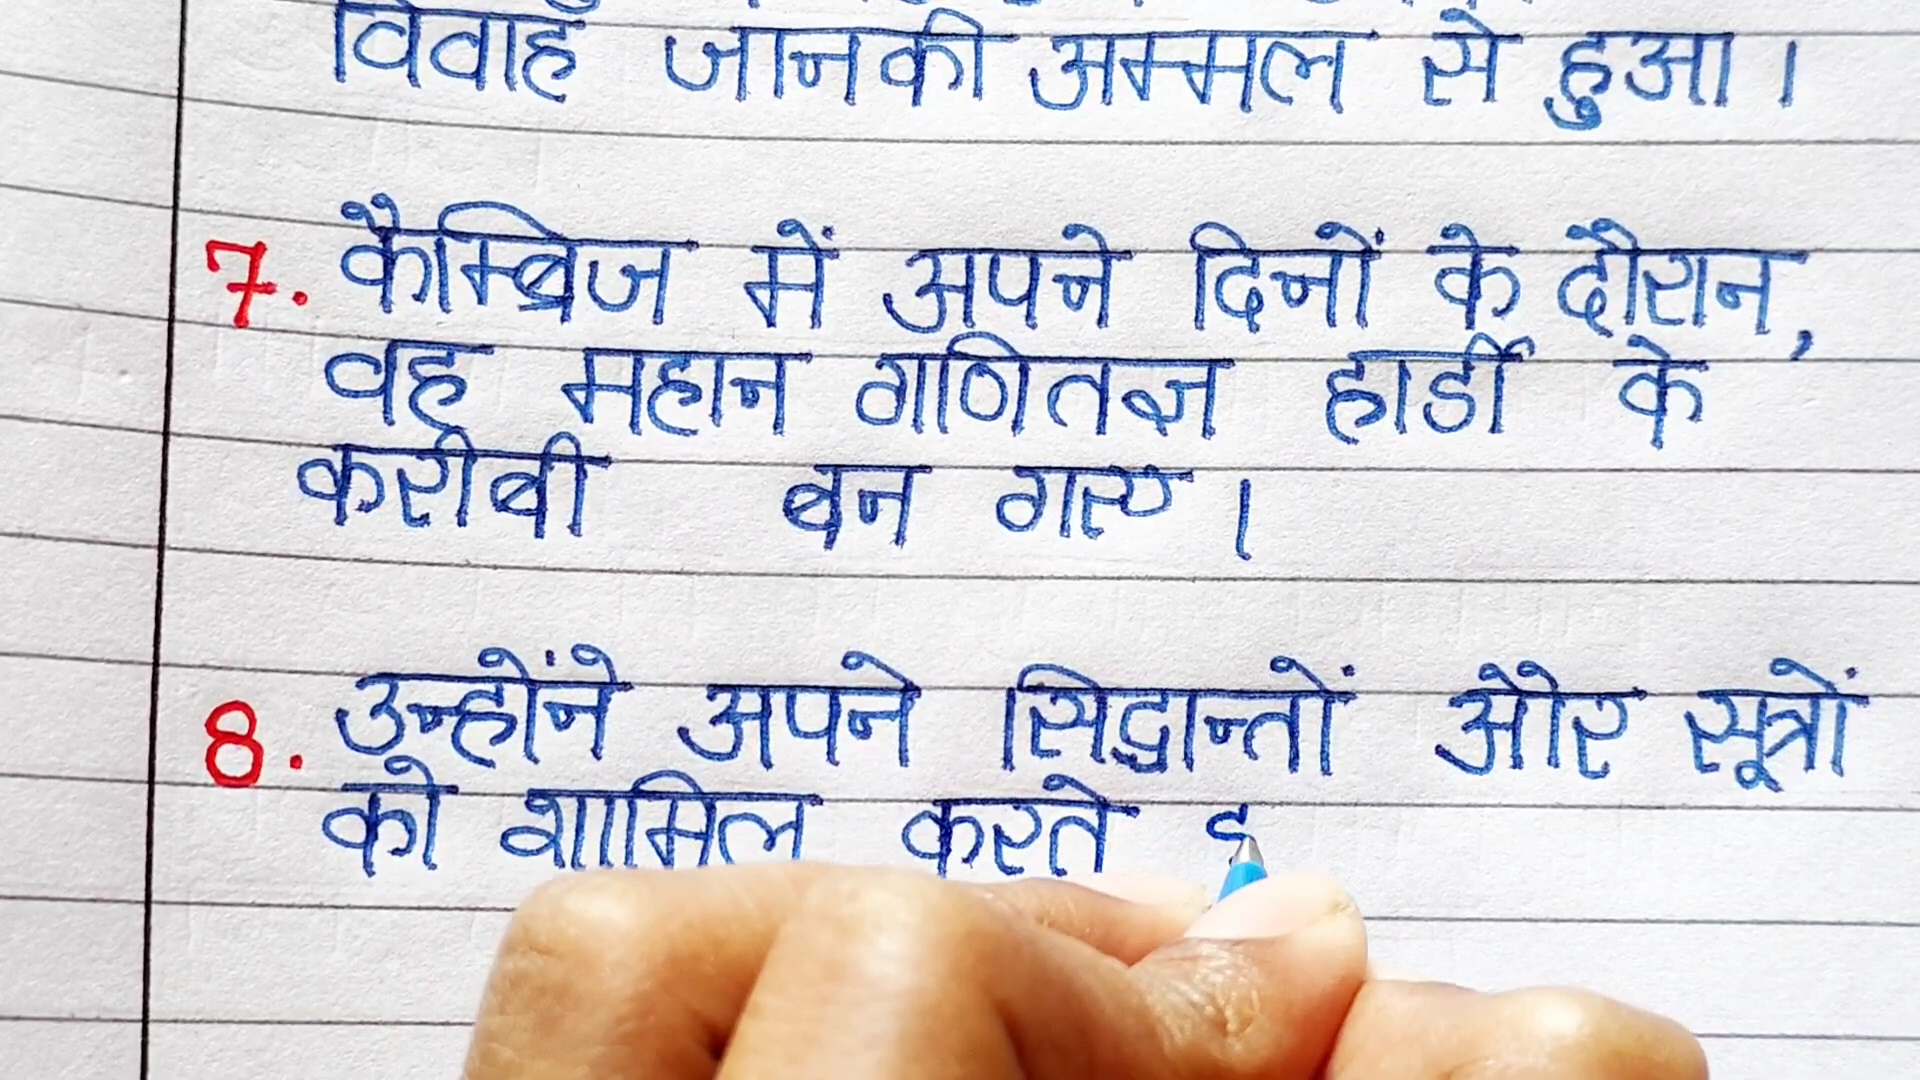 विवाह जानकी अम्मल से हुआ।
7. कैम्ब्रिज में अपने दिनों के दौरान,
वह महान गणितज्ञ हार्डी के
करीबी बन गए।
8. उन्होंने अपने सिद्धान्तों और सूत्रों
को शामिल करते